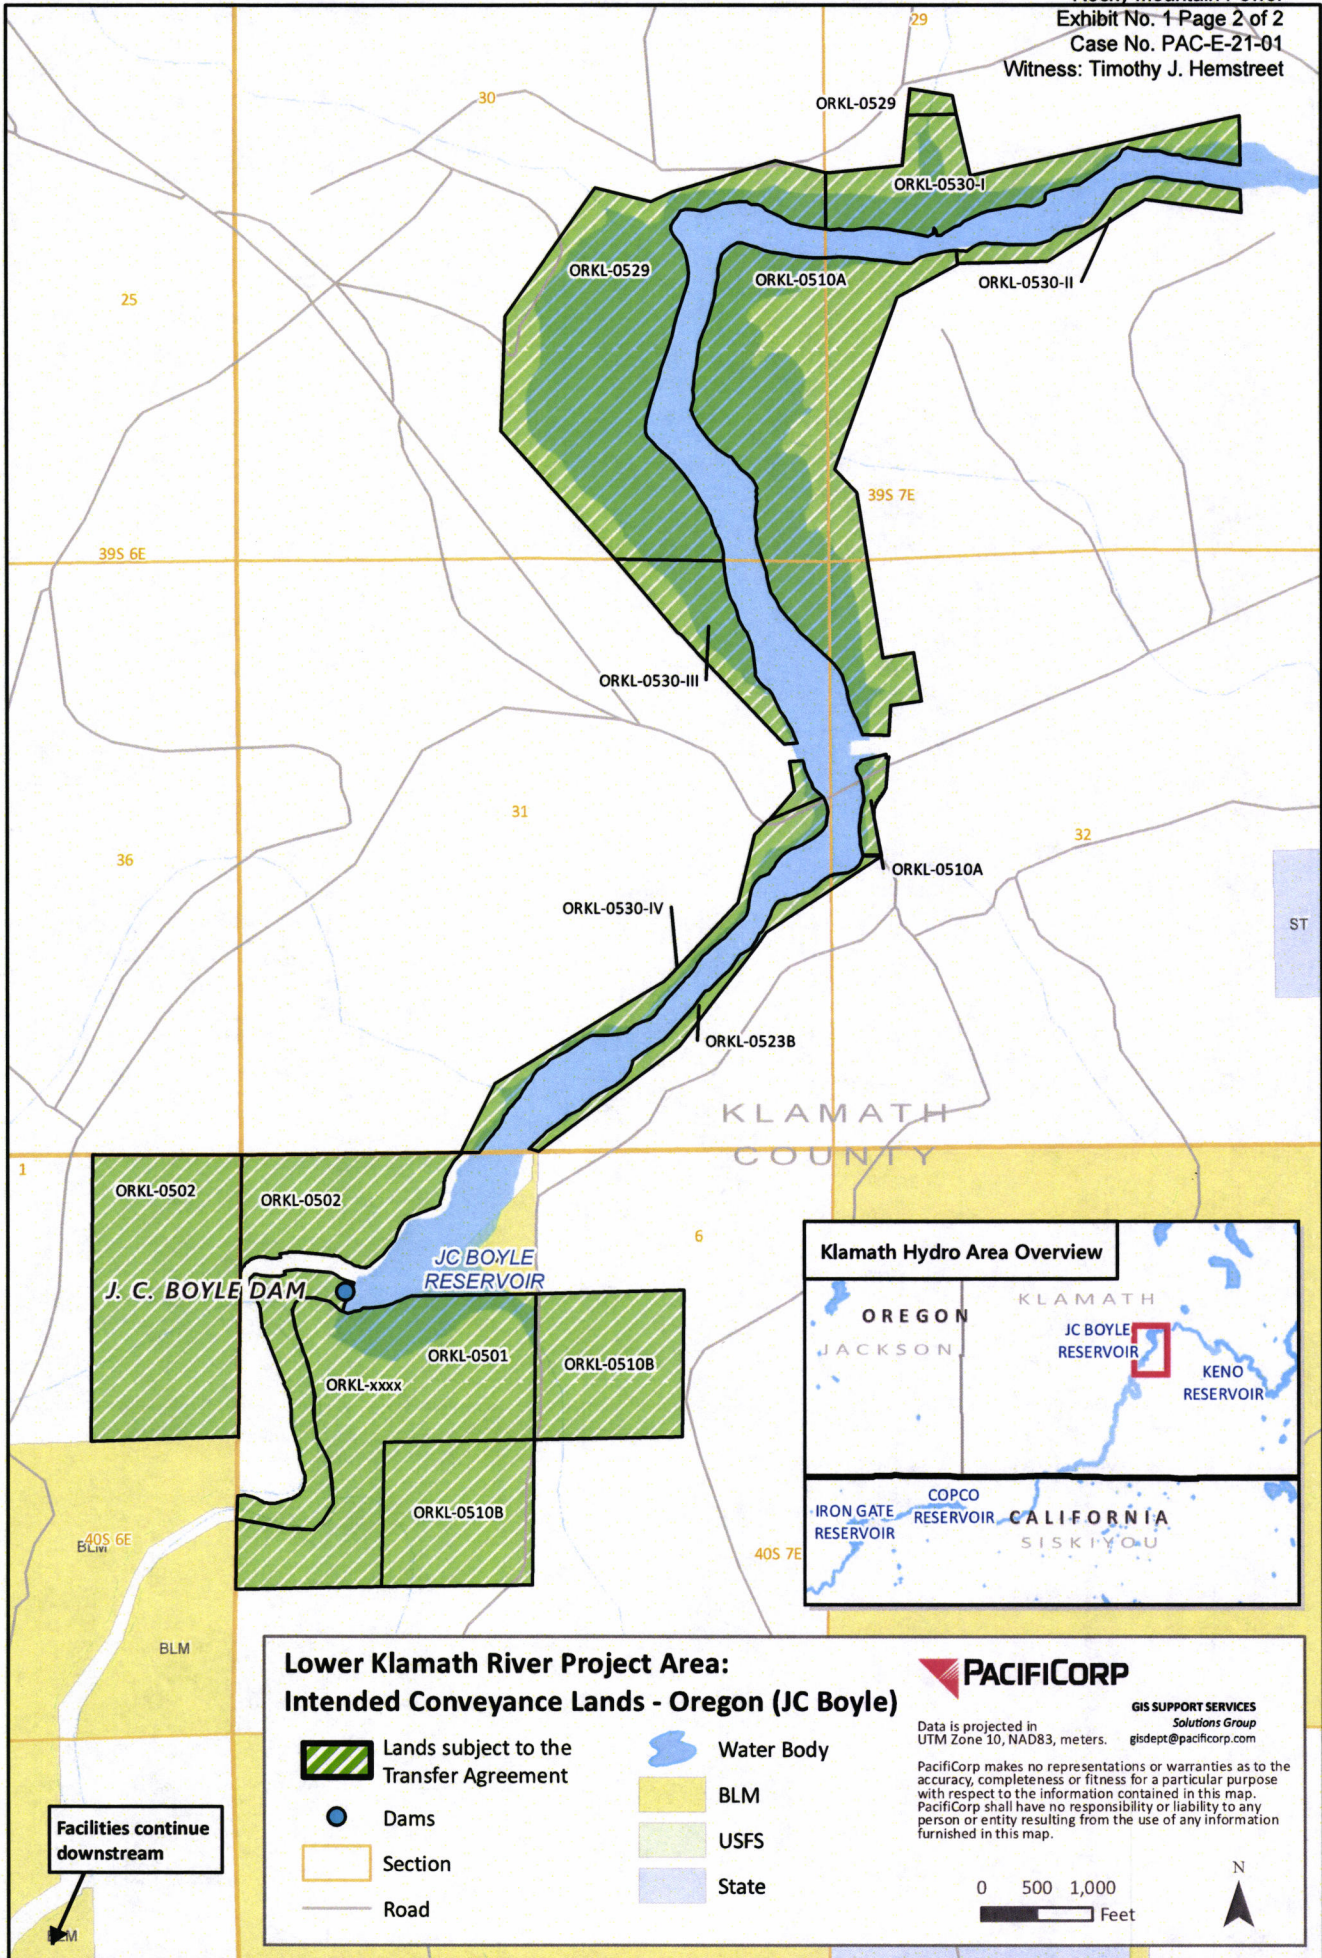 Exhibit No. 1 Page 2 of 2
Case No. PAC-E-21-01
Witness: Timothy J. Hemstreet
29
30
ORKL-0529
ORKL-0530-I
ORKL-0529
ORKL-0510A
ORKL-0530-II
25
39S 7E
39S 6E
ORKL-0530-III
31
32
36
ORKL-0510A
ORKL-0530-IV
ST
ORKL-0523B
KLAMATH
COUNTY
1
ORKL-0502
ORKL-0502
6
JC BOYLE
RESERVOIR
J. C. BOYLE DAM
ORKL-0501
ORKL-0510B
ORKL-xxxx
ORKL-0510B
40S 6E
BLM
40S 7E
BLM
Klamath Hydro Area Overview
OREGON
KLAMATH
JACKSON
JC BOYLE
RESERVOIR
KENO
RESERVOIR
IRON GATE
RESERVOIR
COPCO
RESERVOIR
CALIFORNIA
SISKIYOU
Lower Klamath River Project Area:
Intended Conveyance Lands - Oregon (JC Boyle)
Lands subject to the
Transfer Agreement
Dams
Section
Road
Water Body
BLM
USFS
State
PACIFICORP
GIS SUPPORT SERVICES
Solutions Group
gisdept@pacificorp.com
Data is projected in
UTM Zone 10, NAD83, meters.
PacifiCorp makes no representations or warranties as to the
accuracy, completeness or fitness for a particular purpose
with respect to the information contained in this map.
PacifiCorp shall have no responsibility or liability to any
person or entity resulting from the use of any information
furnished in this map.
0 500 1,000
Feet
N
Facilities continue
downstream
BLM